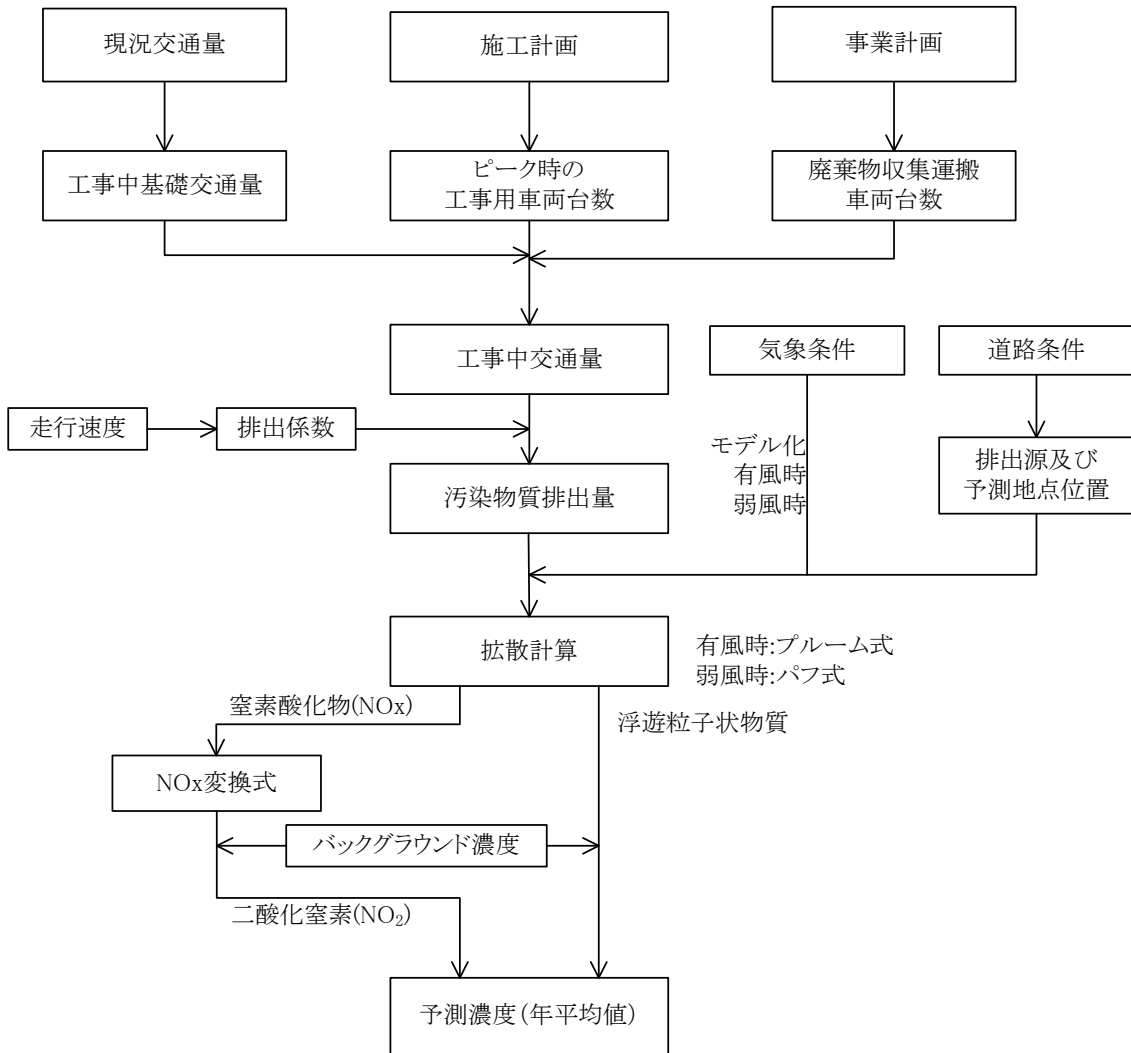 現況交通量
施工計画
事業計画
工事中基礎交通量
ピーク時の
工事用車両台数
廃棄物収集運搬
車両台数
工事中交通量
気象条件
道路条件
走行速度
排出係数
モデル化
有風時
弱風時
排出源及び
予測地点位置
汚染物質排出量
拡散計算
有風時:プルーム式
弱風時:パフ式
窒素酸化物(NOx)
浮遊粒子状物質
NOx変換式
バックグラウンド濃度
二酸化窒素(NO₂)
予測濃度(年平均値)